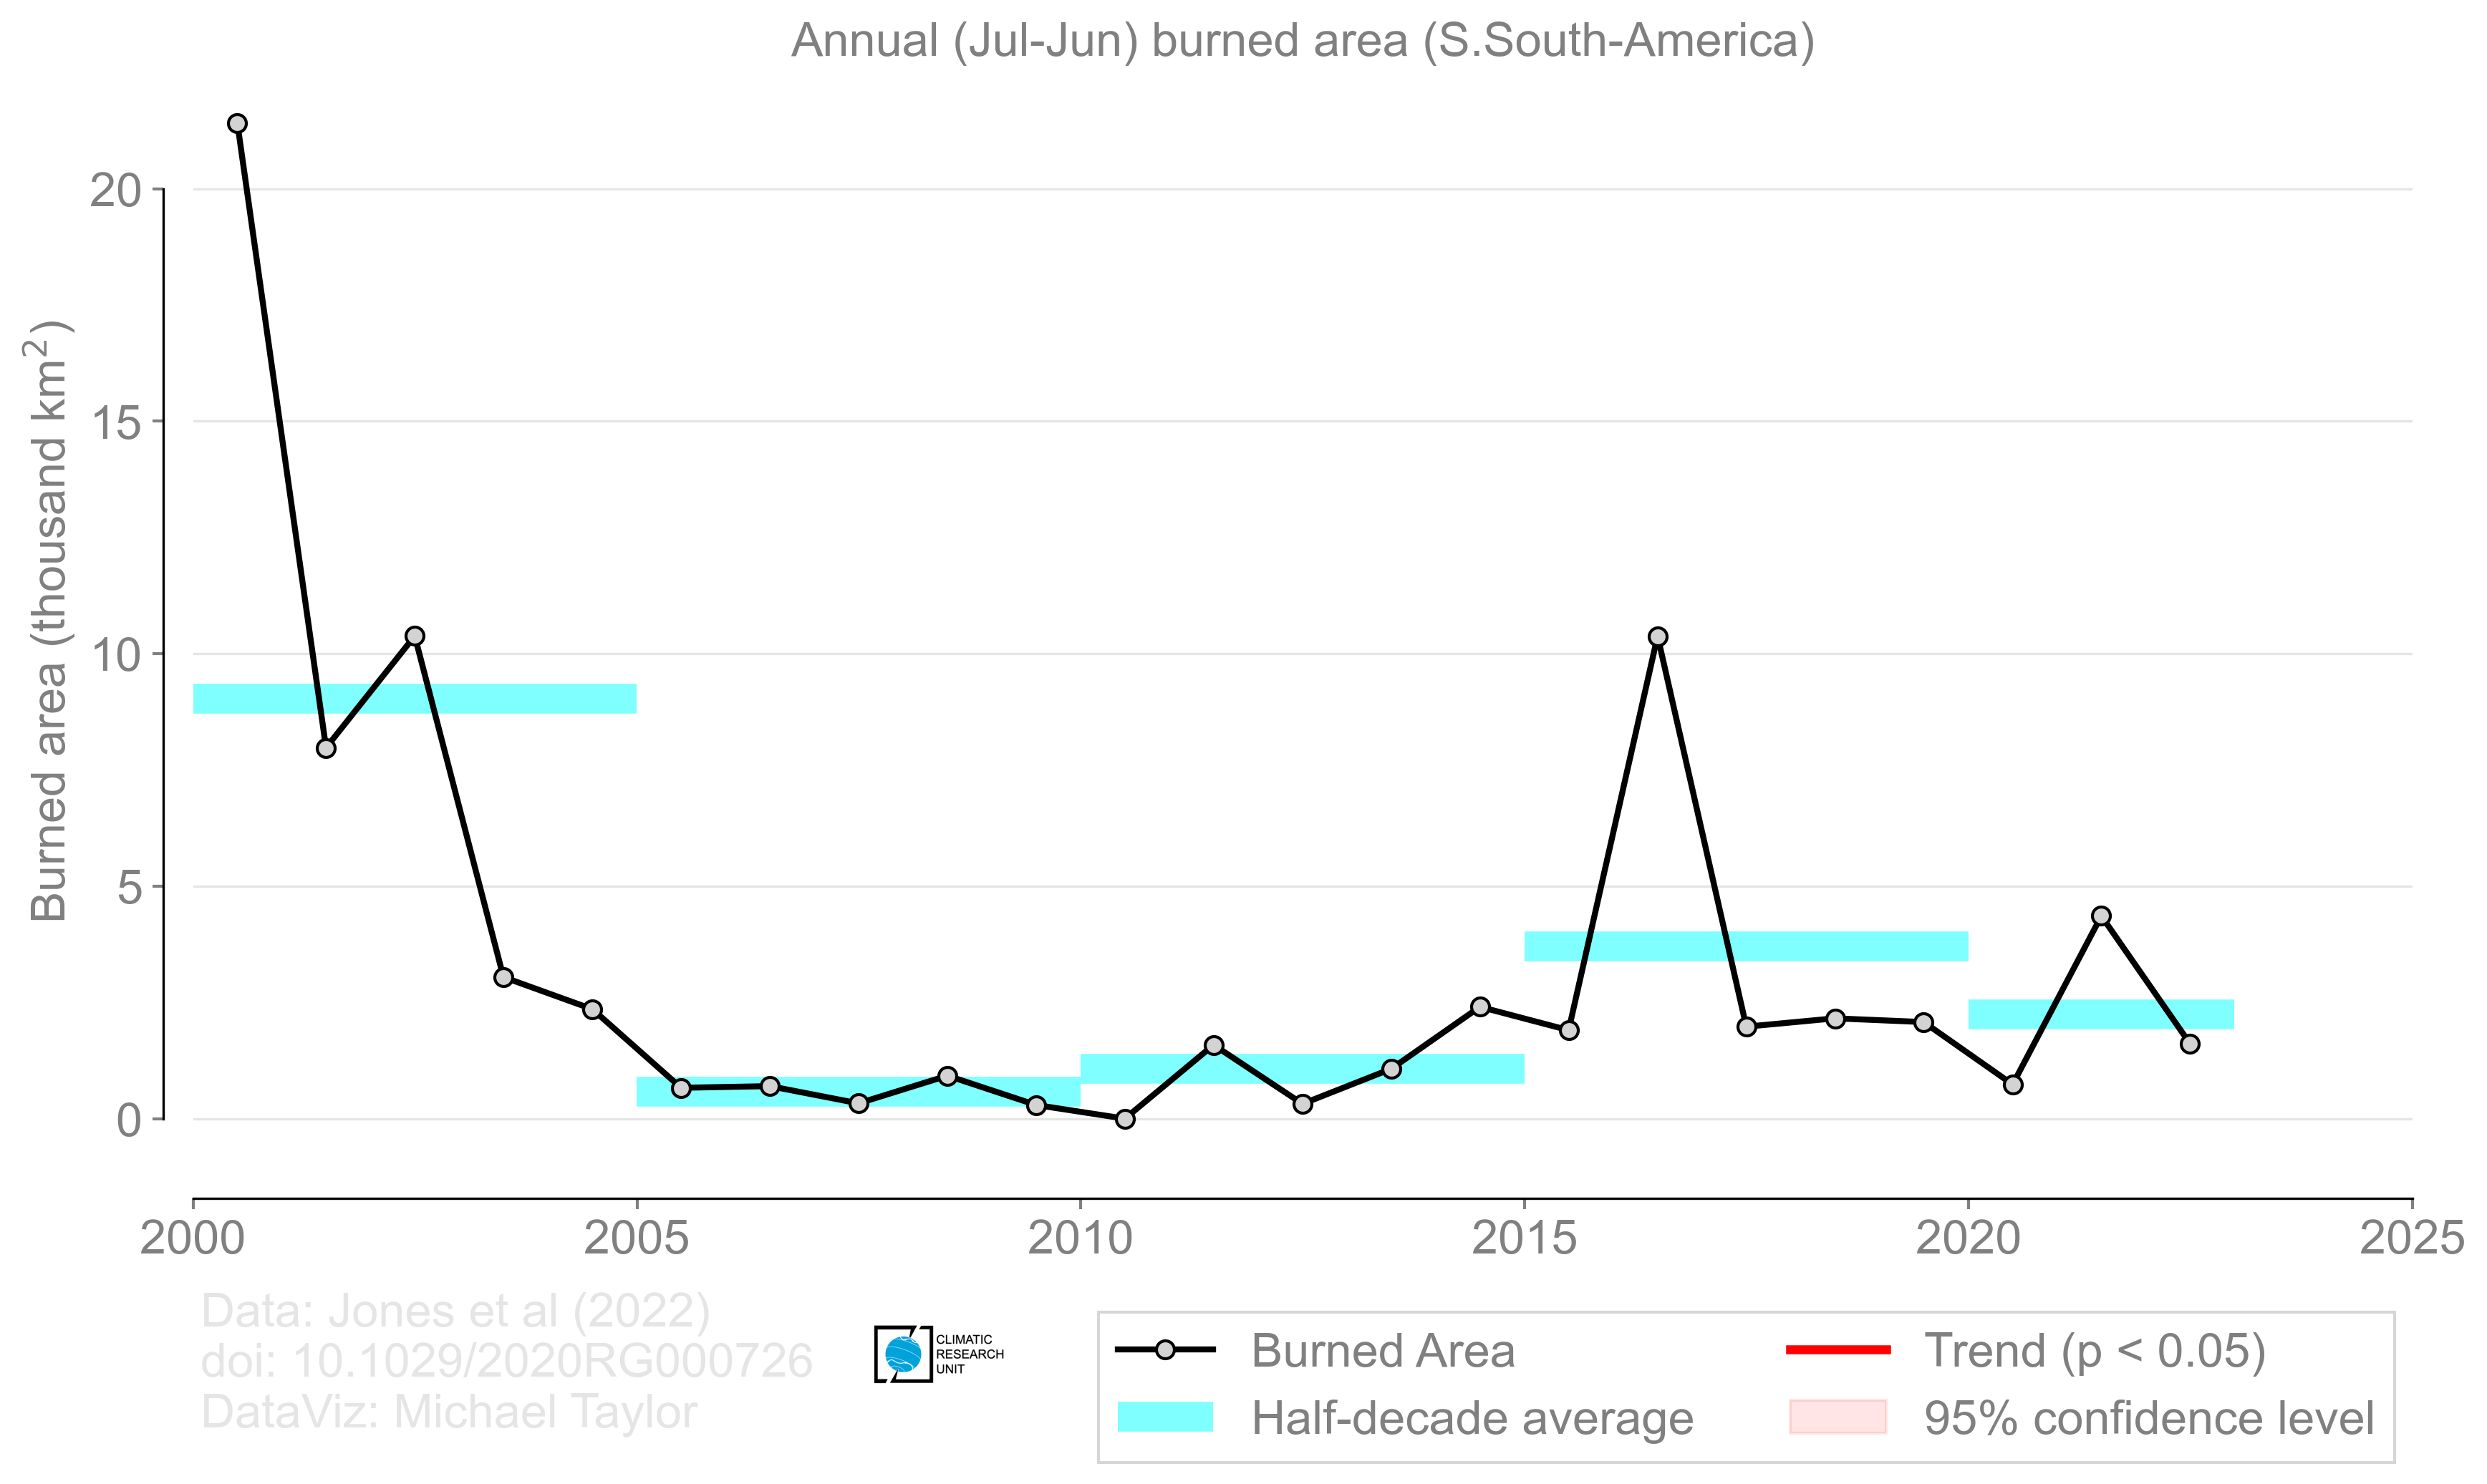 Annual (Jul-Jun) burned area (S.South-America)
Burned area (thousand km²)
20
15
10
5
0
2000 2005 2010 2015 2020 2025
Data: Jones et al (2022)
doi: 10.1029/2020RG000726
DataViz: Michael Taylor
CLIMATIC
RESEARCH
UNIT
Burned Area
Half-decade average
Trend (p < 0.05)
95% confidence level